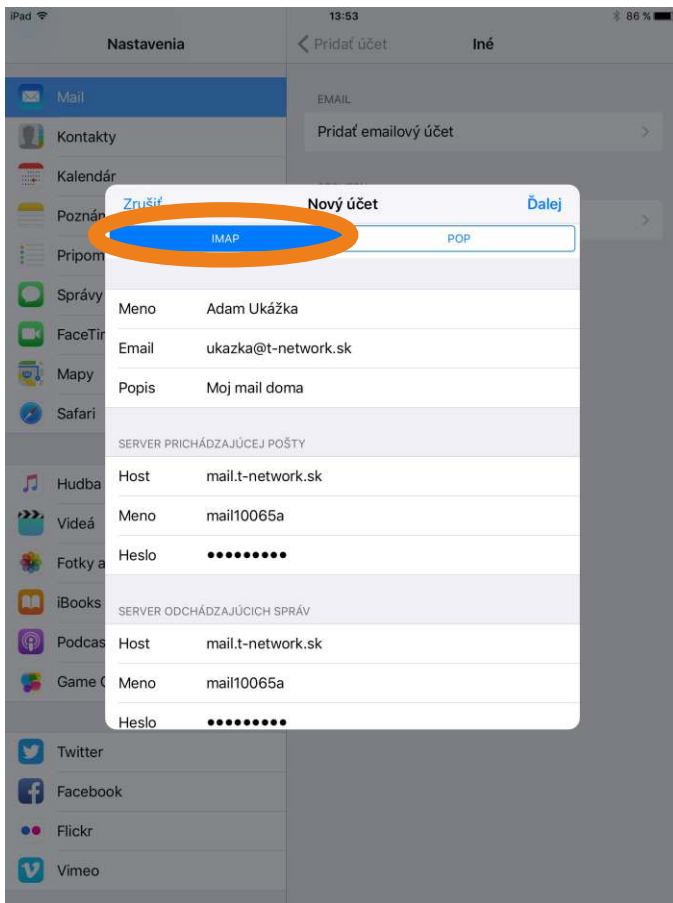 iPad 13:53 86 %
Nastavenia
Pridať účet Iné
Mail
EMAIL
Kontakty
Pridať emailový účet
Kalendár
Zrušiť Nový účet Ďalej
IMAP POP
Správy
Meno Adam Ukážka
Email ukazka@t-network.sk
Mapy
Popis Moj mail doma
Safari
SERVER PRICHÁDZAJÚCEJ POŠTY
Host mail.t-network.sk
Hudba
Meno mail10065a
Videá
Heslo ●●●●●●●●●
Fotky a
iBooks
SERVER ODCHÁDZAJÚCICH SPRÁV
Host mail.t-network.sk
Meno mail10065a
Heslo ●●●●●●●●●
Twitter
Facebook
Flickr
Vimeo